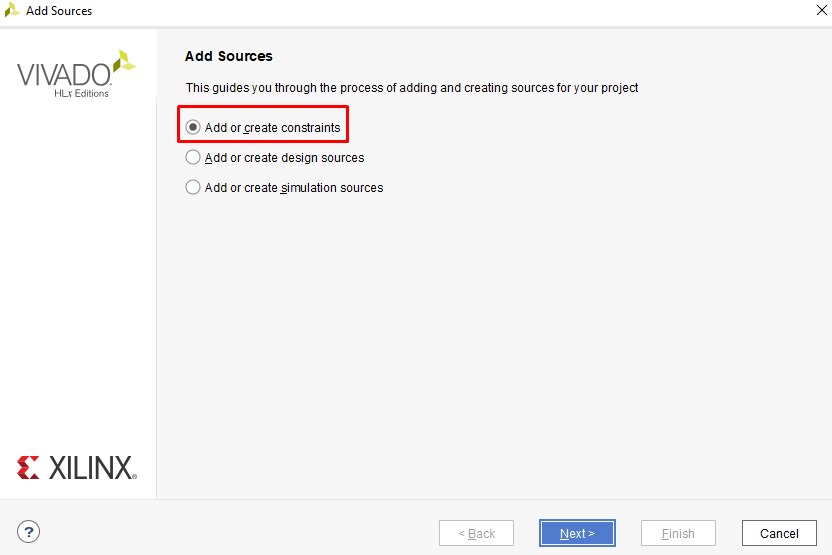 Add Sources
VIVADO.
HLx Editions
Add Sources
This guides you through the process of adding and creating sources for your project
Add or create constraints
Add or create design sources
Add or create simulation sources
XILINX®
?
< Back
Next >
Finish
Cancel